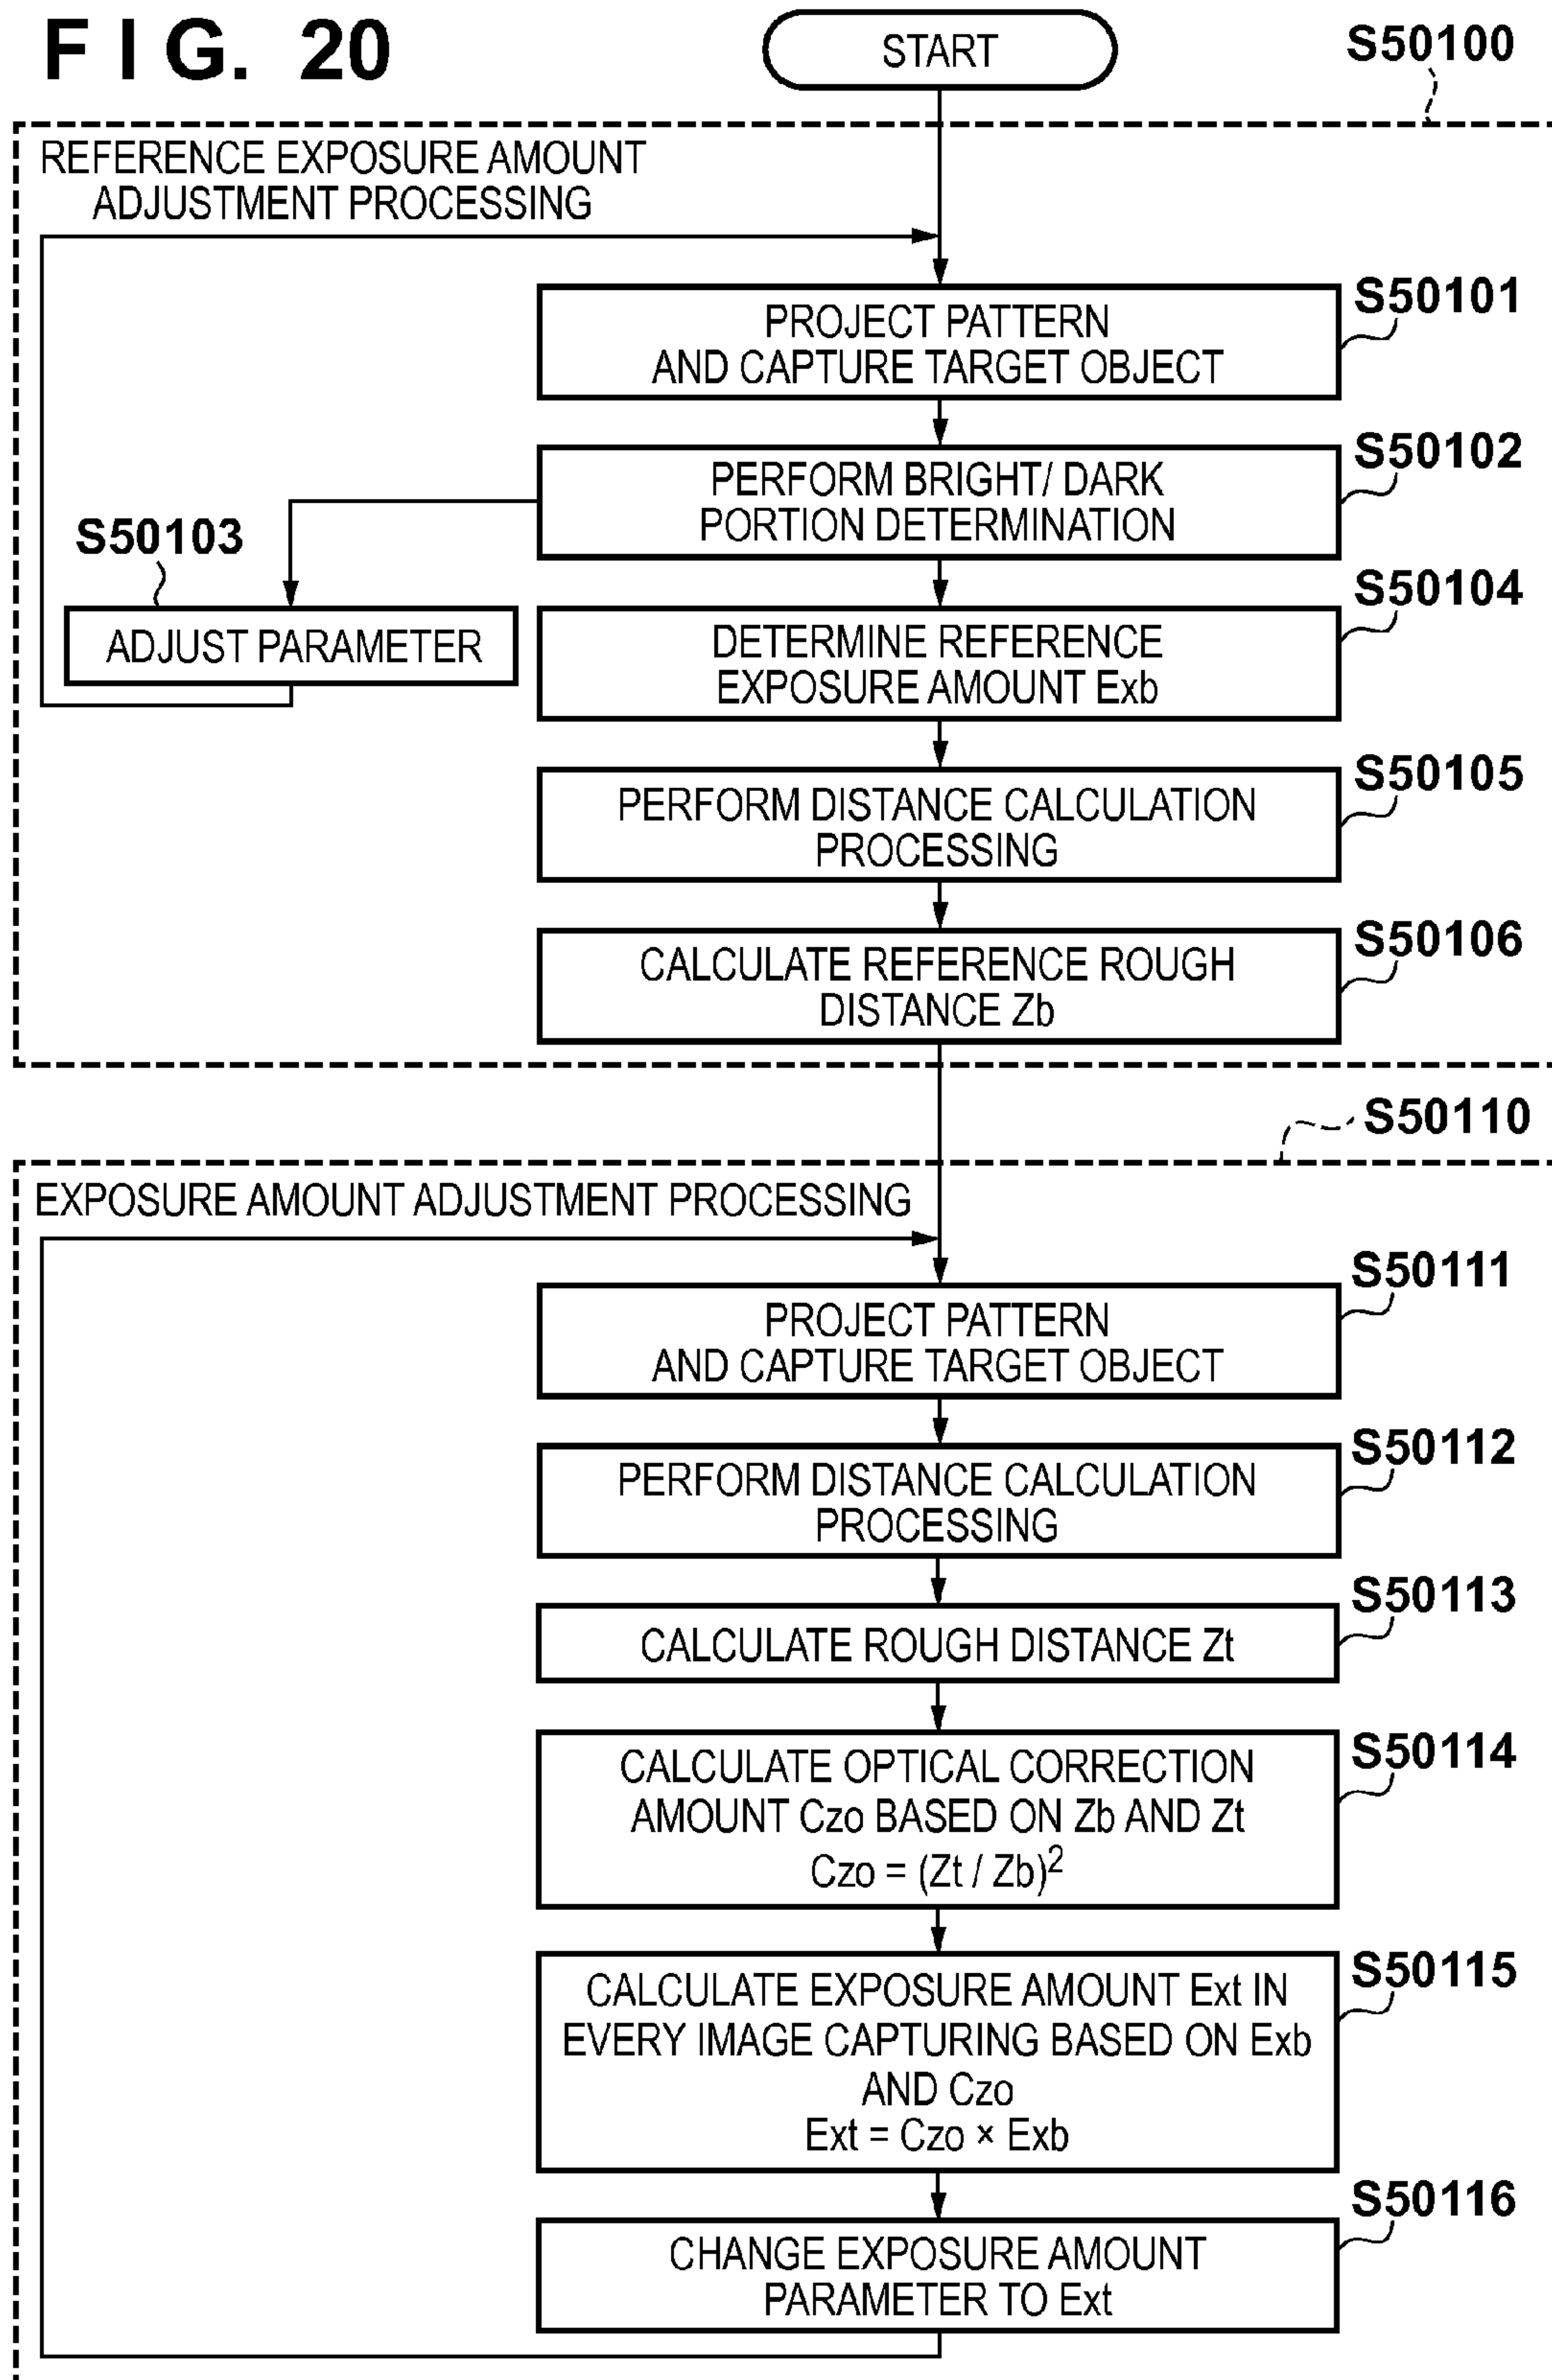 FIG. 20
START
S50100
REFERENCE EXPOSURE AMOUNT
ADJUSTMENT PROCESSING
S50101
PROJECT PATTERN
AND CAPTURE TARGET OBJECT
S50102
PERFORM BRIGHT/ DARK
PORTION DETERMINATION
S50103
ADJUST PARAMETER
S50104
DETERMINE REFERENCE
EXPOSURE AMOUNT Exb
S50105
PERFORM DISTANCE CALCULATION
PROCESSING
S50106
CALCULATE REFERENCE ROUGH
DISTANCE Zb
S50110
EXPOSURE AMOUNT ADJUSTMENT PROCESSING
S50111
PROJECT PATTERN
AND CAPTURE TARGET OBJECT
S50112
PERFORM DISTANCE CALCULATION
PROCESSING
S50113
CALCULATE ROUGH DISTANCE Zt
S50114
CALCULATE OPTICAL CORRECTION
AMOUNT Czo BASED ON Zb AND Zt
Czo = (Zt / Zb)²
S50115
CALCULATE EXPOSURE AMOUNT Ext IN
EVERY IMAGE CAPTURING BASED ON Exb
AND Czo
Ext = Czo × Exb
S50116
CHANGE EXPOSURE AMOUNT
PARAMETER TO Ext